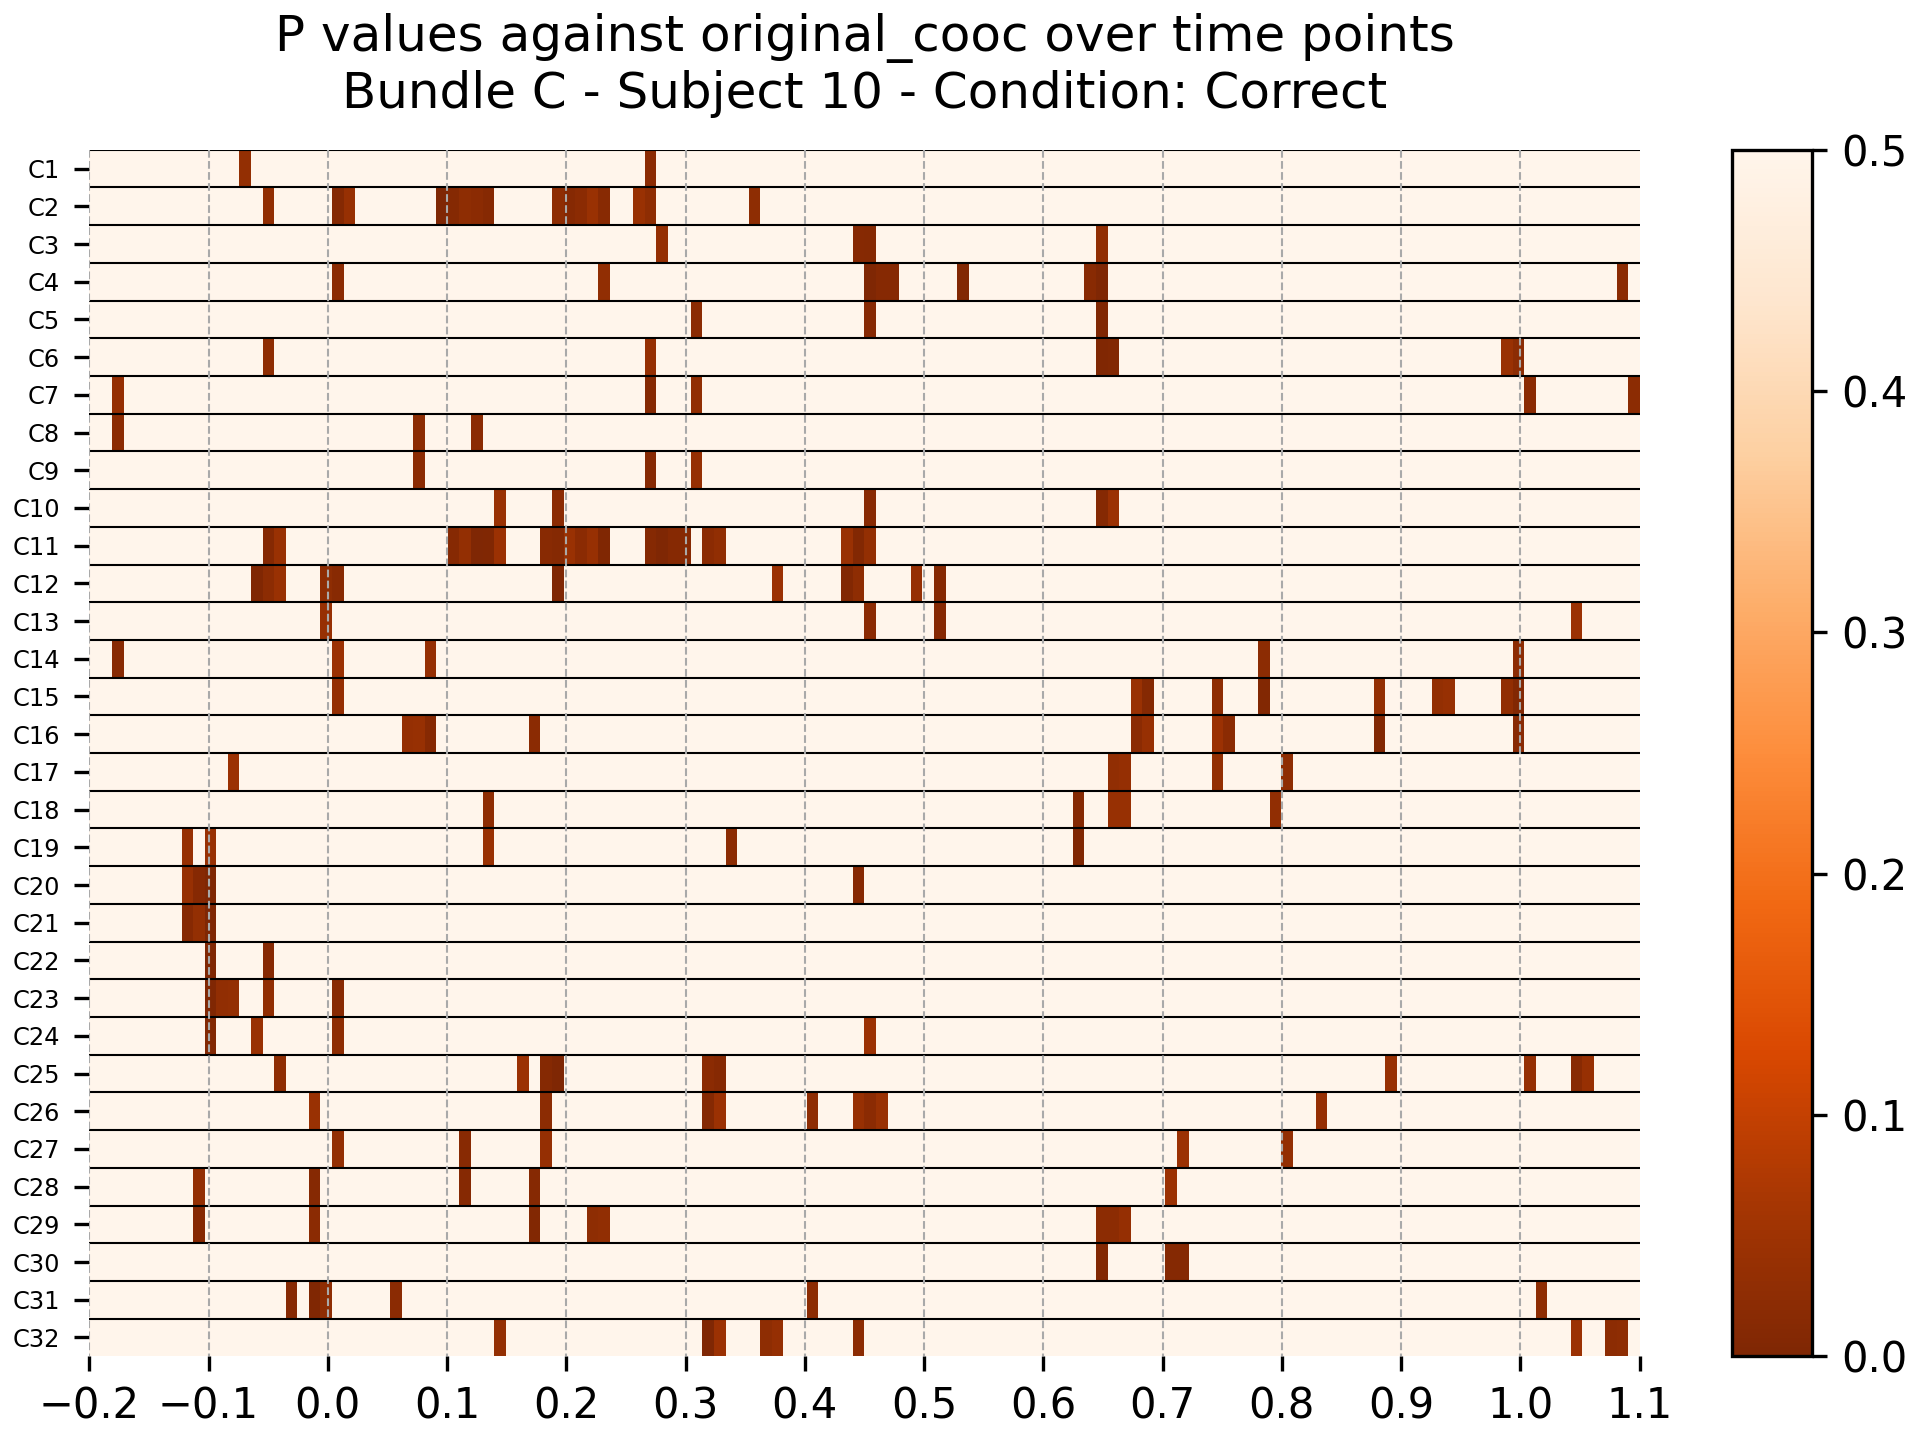 P values against original_cooc over time points
Bundle C - Subject 10 - Condition: Correct
C1
C2
C3
C4
C5
C6
C7
C8
C9
C10
C11
C12
C13
C14
C15
C16
C17
C18
C19
C20
C21
C22
C23
C24
C25
C26
C27
C28
C29
C30
C31
C32
−0.2 −0.1 0.0 0.1 0.2 0.3 0.4 0.5 0.6 0.7 0.8 0.9 1.0 1.1
0.5
0.4
0.3
0.2
0.1
0.0